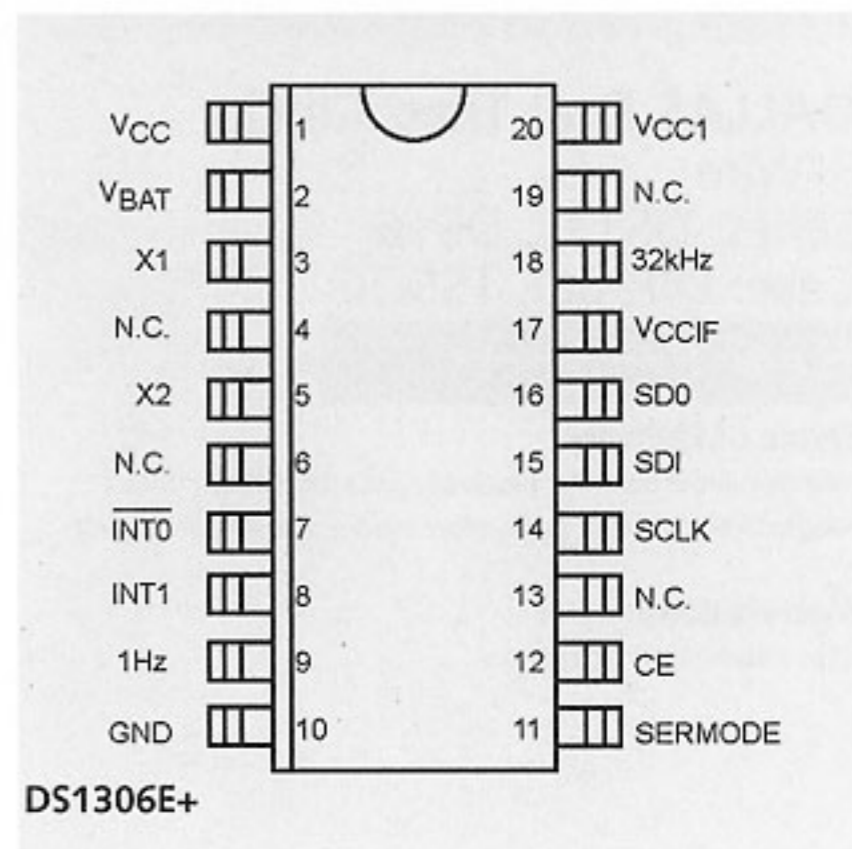 VCC 1 20 VCC1
VBAT 2 19 N.C.
X1 3 18 32kHz
N.C. 4 17 VCCIF
X2 5 16 SD0
N.C. 6 15 SDI
INT0 7 14 SCLK
INT1 8 13 N.C.
1Hz 9 12 CE
GND 10 11 SERMODE
DS1306E+